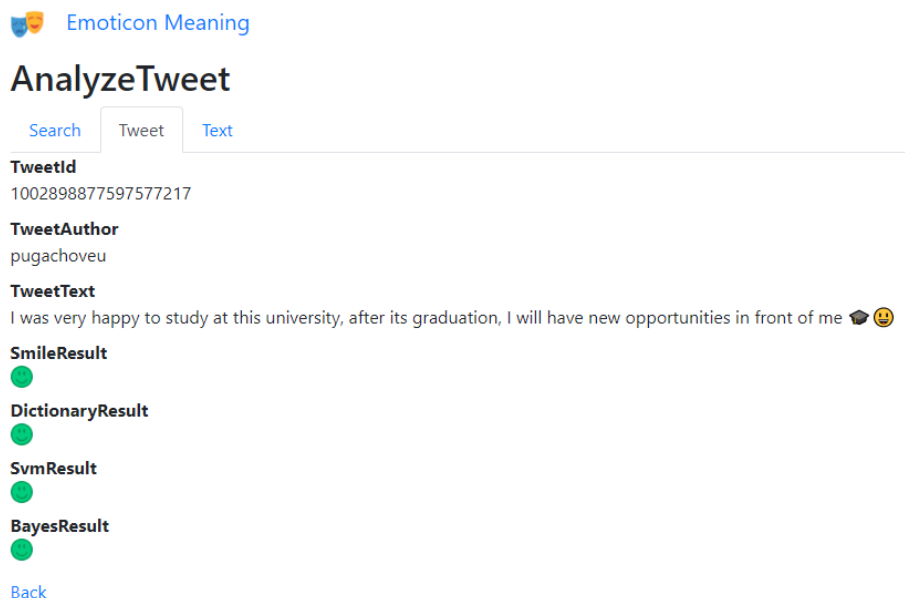 Emoticon Meaning
AnalyzeTweet
Search Tweet Text
TweetId
1002898877597577217
TweetAuthor
pugachoveu
TweetText
I was very happy to study at this university, after its graduation, I will have new opportunities in front of me 🎓😃
SmileResult
DictionaryResult
SvmResult
BayesResult
Back